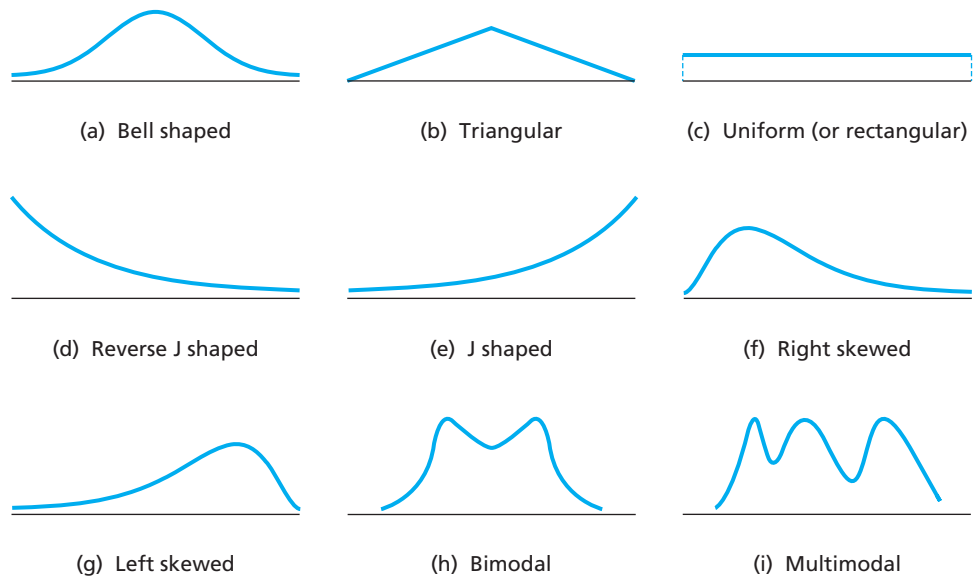 (a) Bell shaped
(b) Triangular
(c) Uniform (or rectangular)
(d) Reverse J shaped
(e) J shaped
(f) Right skewed
(g) Left skewed
(h) Bimodal
(i) Multimodal